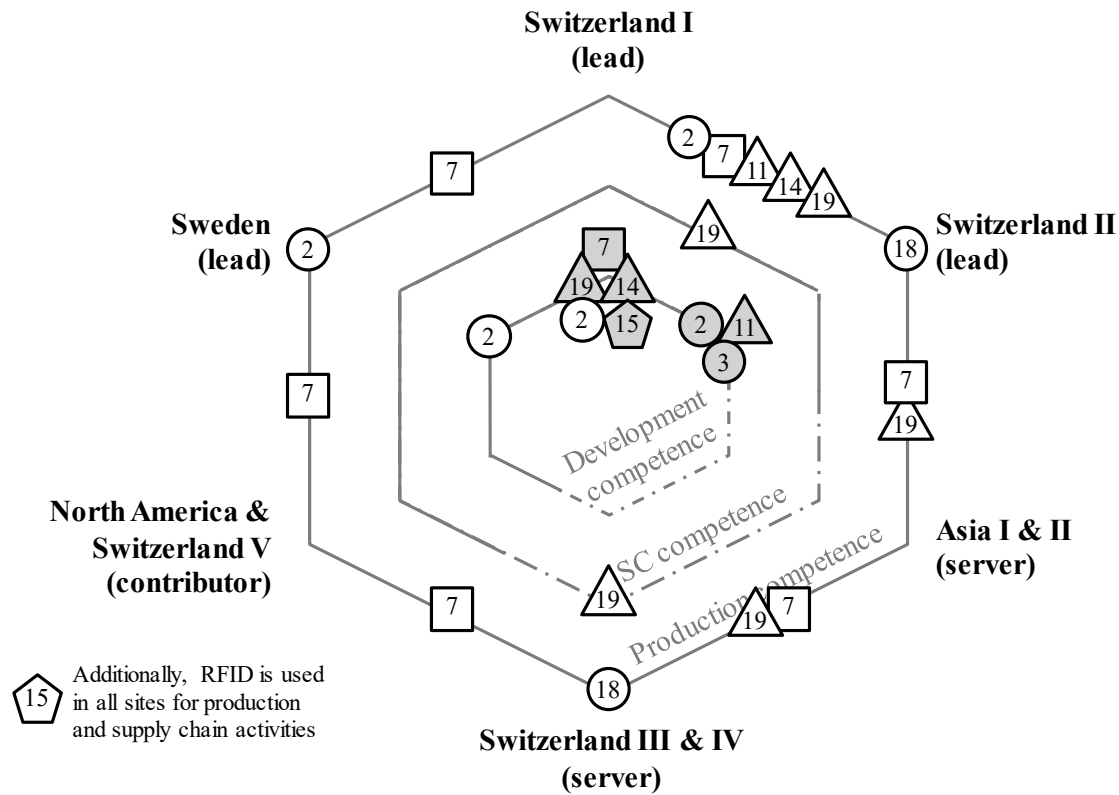 Switzerland I
(lead)
2
7
11
14
19
7
Sweden
(lead)
2
Switzerland II
(lead)
18
19
7
19
14
2
15
2
11
3
2
7
7
19
Development
competence
SC competence
Production competence
North America &
Switzerland V
(contributor)
Asia I & II
(server)
19
7
19
7
18
15
Additionally, RFID is used
in all sites for production
and supply chain activities
Switzerland III & IV
(server)